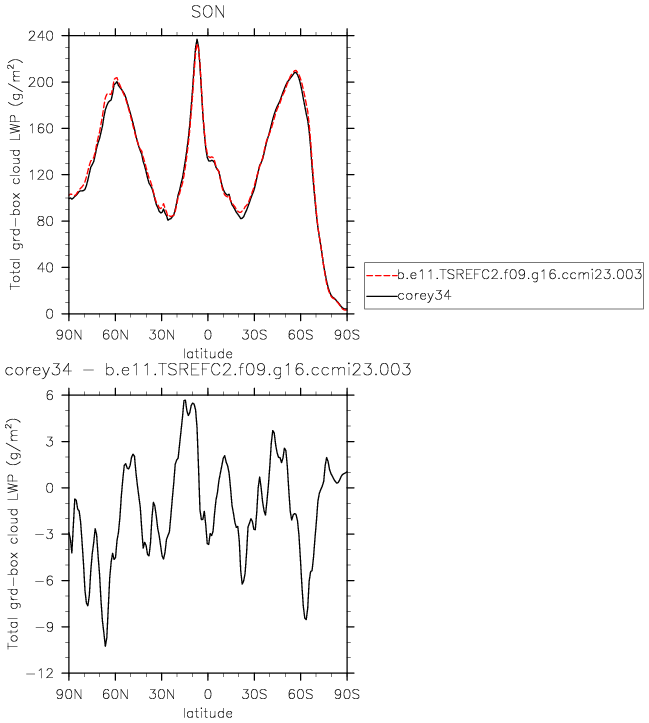 SON
240
200
160
120
80
40
0
Total grd-box cloud LWP (g/m²)
90N 60N 30N 0 30S 60S 90S
latitude
b.e11.TSREFC2.f09.g16.ccmi23.003
corey34
corey34 - b.e11.TSREFC2.f09.g16.ccmi23.003
6
3
0
-3
-6
-9
-12
Total grd-box cloud LWP (g/m²)
90N 60N 30N 0 30S 60S 90S
latitude